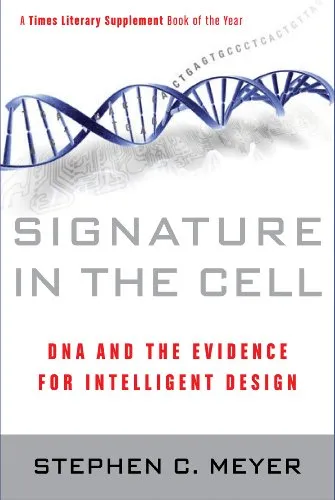 A Times Literary Supplement Book of the Year
ACTGAGTGCCCTGACTGTTA
SIGNATURE
IN THE CELL
DNA AND THE EVIDENCE
FOR INTELLIGENT DESIGN
STEPHEN C. MEYER